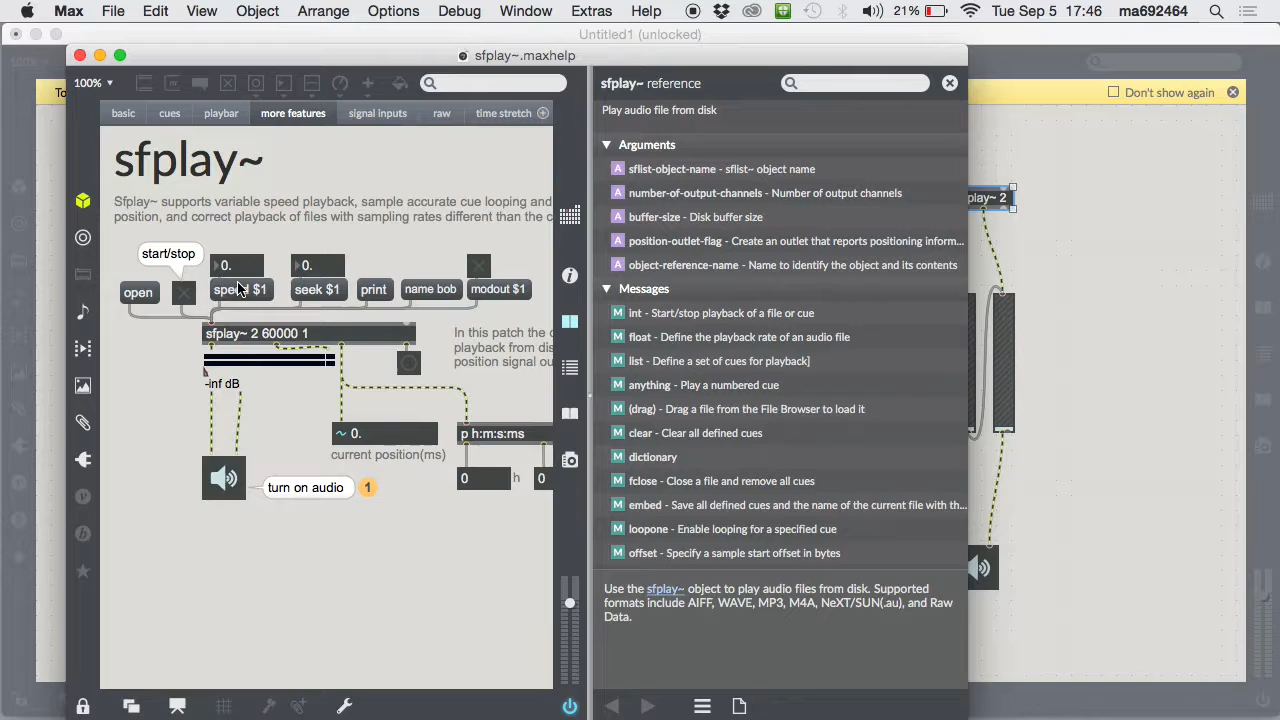 Max File Edit View Object Arrange Options Debug Window Extras Help 21% Tue Sep 5 17:46 ma692464
Untitled1 (unlocked)
sfplay~.maxhelp
100%
To
Don't show again
basic cues playbar more features signal inputs raw time stretch
sfplay~
Sfplay~ supports variable speed playback, sample accurate cue looping and
position, and correct playback of files with sampling rates different than the c
start/stop
0. 0.
open speed $1 seek $1 print name bob modout $1
sfplay~ 2 60000 1
In this patch the c
playback from dis
position signal ou
-inf dB
~ 0.
current position(ms)
p h:m:s:ms
0 h 0
turn on audio 1
sfplay~ reference
Play audio file from disk
Arguments
A sflist-object-name - sflist~ object name
A number-of-output-channels - Number of output channels
A buffer-size - Disk buffer size
A position-outlet-flag - Create an outlet that reports positioning inform...
A object-reference-name - Name to identify the object and its contents
Messages
M int - Start/stop playback of a file or cue
M float - Define the playback rate of an audio file
M list - Define a set of cues for playback]
M anything - Play a numbered cue
M (drag) - Drag a file from the File Browser to load it
M clear - Clear all defined cues
M dictionary
M fclose - Close a file and remove all cues
M embed - Save all defined cues and the name of the current file with th...
M loopone - Enable looping for a specified cue
M offset - Specify a sample start offset in bytes
Use the sfplay~ object to play audio files from disk. Supported
formats include AIFF, WAVE, MP3, M4A, NeXT/SUN(.au), and Raw
Data.
play~ 2